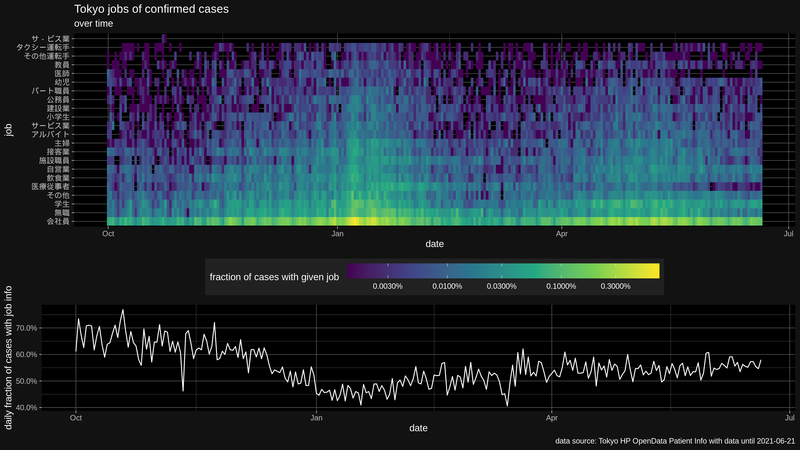 Tokyo jobs of confirmed cases
over time
job
サ - ビス業
タクシー運転手
その他運転手
教員
医師
幼児
パート職員
公務員
建設業
小学生
サービス業
アルバイト
主婦
接客業
施設職員
自営業
飲食業
医療従事者
その他
学生
無職
会社員
Oct Jan Apr Jul
date
fraction of cases with given job
0.0030% 0.0100% 0.0300% 0.1000% 0.3000%
daily fraction of cases with job info
70.0%
60.0%
50.0%
40.0%
Oct Jan Apr Jul
date
data source: Tokyo HP OpenData Patient Info with data until 2021-06-21